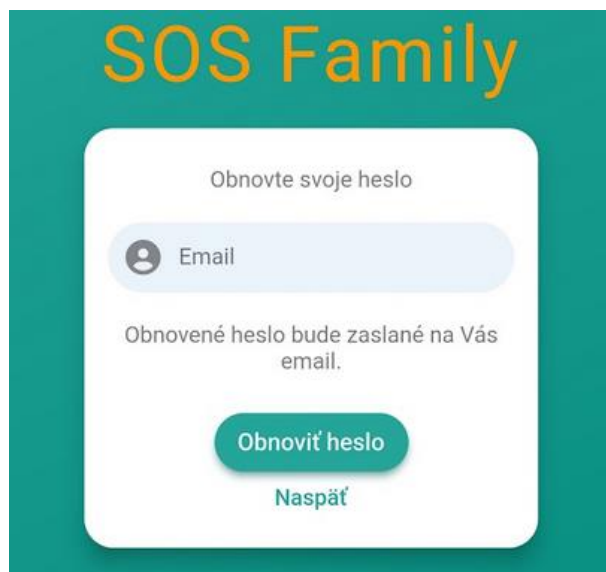 SOS Family
Obnovte svoje heslo
Email
Obnovené heslo bude zaslané na Vás
email.
Obnoviť heslo
Naspäť